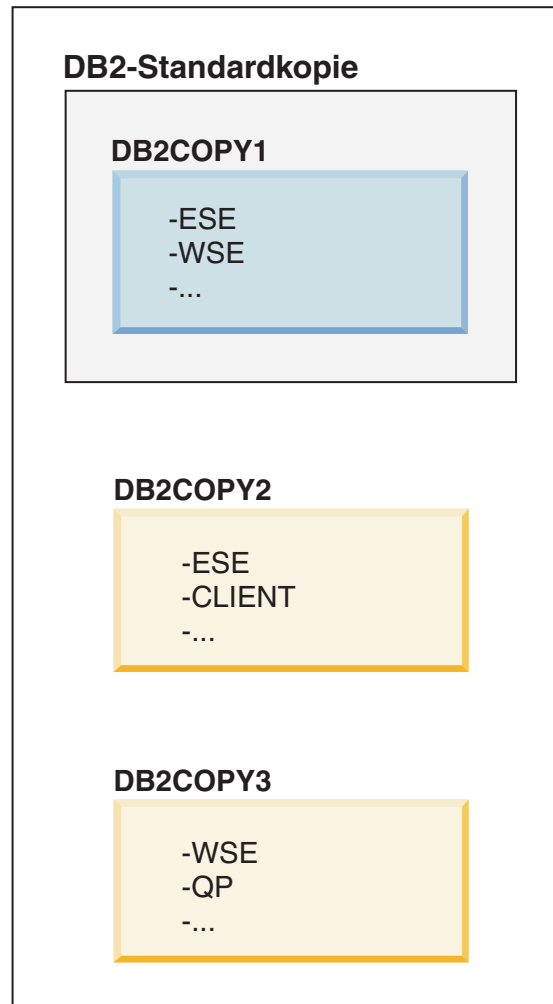 DB2-Standardkopie
DB2COPY1
-ESE
-WSE
-...
DB2COPY2
-ESE
-CLIENT
-...
DB2COPY3
-WSE
-QP
-...